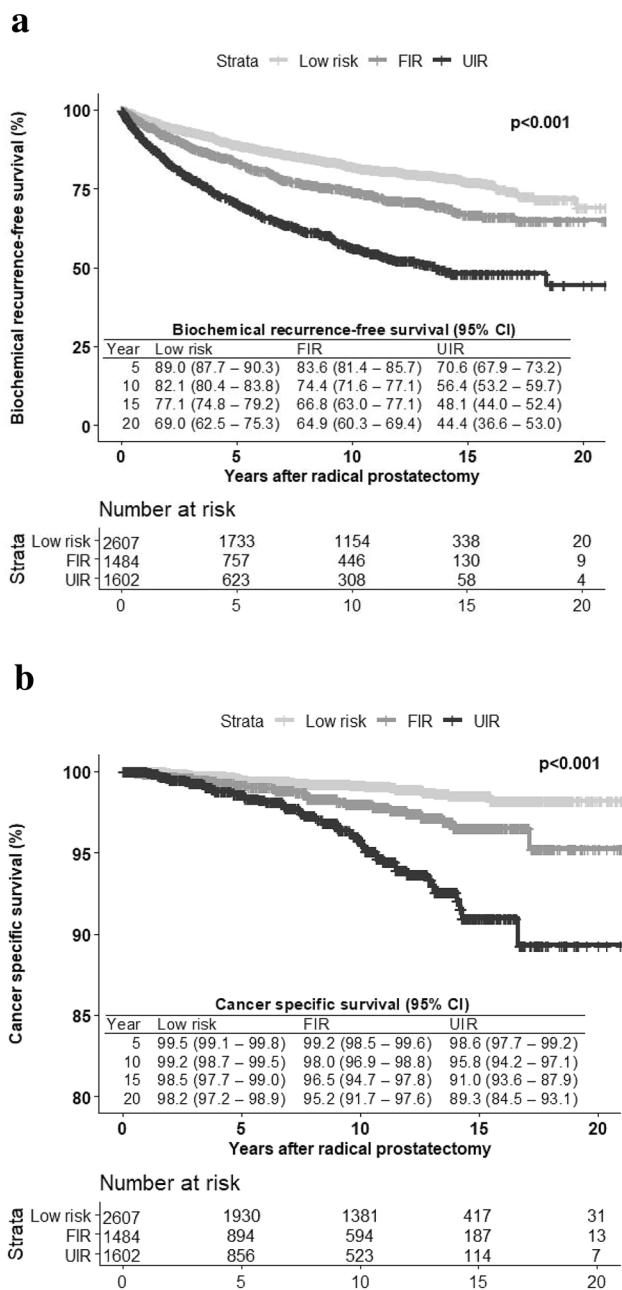 a
Strata Low risk FIR UIR
p<0.001
Biochemical recurrence-free survival (%)
100
75
50
25
0
Biochemical recurrence-free survival (95% CI)
Year Low risk FIR UIR
5 89.0 (87.7 – 90.3) 83.6 (81.4 – 85.7) 70.6 (67.9 – 73.2)
10 82.1 (80.4 – 83.8) 74.4 (71.6 – 77.1) 56.4 (53.2 – 59.7)
15 77.1 (74.8 – 79.2) 66.8 (63.0 – 77.1) 48.1 (44.0 – 52.4)
20 69.0 (62.5 – 75.3) 64.9 (60.3 – 69.4) 44.4 (36.6 – 53.0)
0 5 10 15 20
Years after radical prostatectomy
Number at risk
Strata
Low risk 2607 1733 1154 338 20
FIR 1484 757 446 130 9
UIR 1602 623 308 58 4
0 5 10 15 20
b
Strata Low risk FIR UIR
p<0.001
Cancer specific survival (%)
100
95
90
85
80
Cancer specific survival (95% CI)
Year Low risk FIR UIR
5 99.5 (99.1 – 99.8) 99.2 (98.5 – 99.6) 98.6 (97.7 – 99.2)
10 99.2 (98.7 – 99.5) 98.0 (96.9 – 98.8) 95.8 (94.2 – 97.1)
15 98.5 (97.7 – 99.0) 96.5 (94.7 – 97.8) 91.0 (93.6 – 87.9)
20 98.2 (97.2 – 98.9) 95.2 (91.7 – 97.6) 89.3 (84.5 – 93.1)
0 5 10 15 20
Years after radical prostatectomy
Number at risk
Strata
Low risk 2607 1930 1381 417 31
FIR 1484 894 594 187 13
UIR 1602 856 523 114 7
0 5 10 15 20